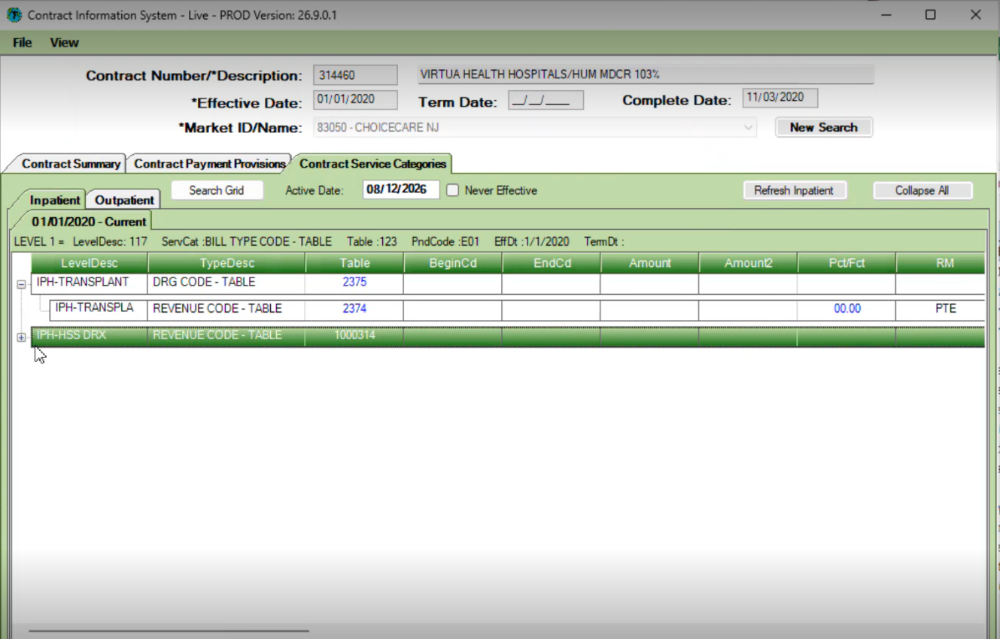 Contract Information System - Live - PROD Version: 26.9.0.1
File View
Contract Number/*Description: 314460 VIRTUA HEALTH HOSPITALS/HUM MDCR 103%
*Effective Date: 01/01/2020 Term Date: __/__/____ Complete Date: 11/03/2020
*Market ID/Name: 83050 - CHOICECARE NJ New Search
Contract Summary Contract Payment Provisions Contract Service Categories
Inpatient Outpatient Search Grid Active Date: 08/12/2026 Never Effective Refresh Inpatient Collapse All
01/01/2020 - Current
LEVEL 1 = LevelDesc: 117 ServCat :BILL TYPE CODE - TABLE Table :123 PndCode :E01 EffDt :1/1/2020 TermDt :
LevelDesc TypeDesc Table BeginCd EndCd Amount Amount2 Pct/Fct RM
IPH-TRANSPLANT DRG CODE - TABLE 2375
IPH-TRANSPLA REVENUE CODE - TABLE 2374 00.00 PTE
IPH-HSS DRX REVENUE CODE - TABLE 1000314